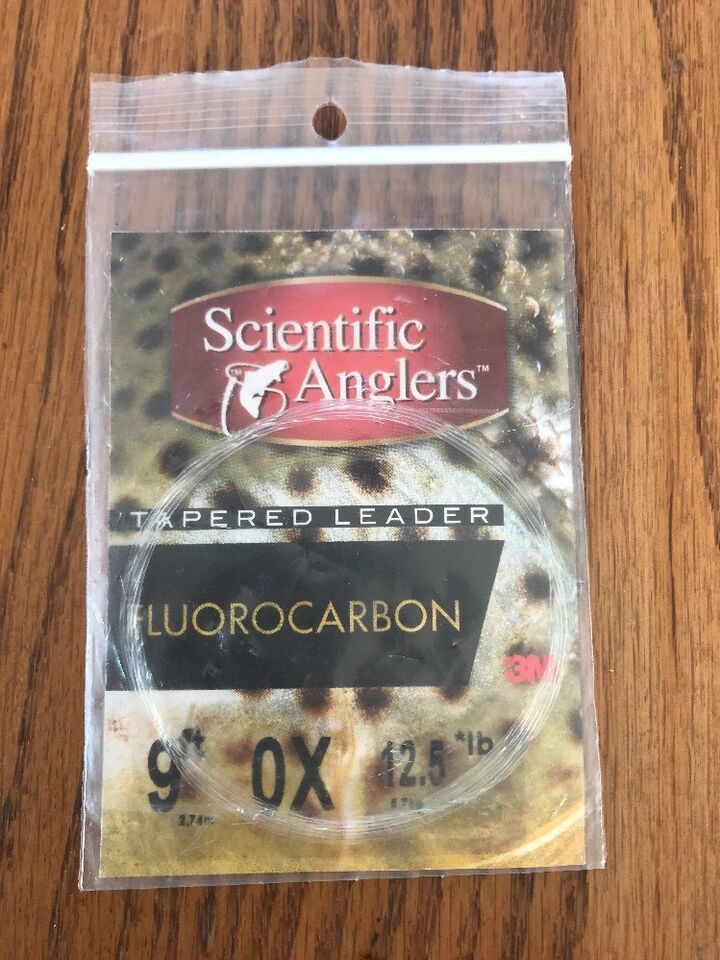 Scientific
Anglers™
TAPERED LEADER
FLUOROCARBON
3M
9ft 0X 12.5 *lb
2,74m